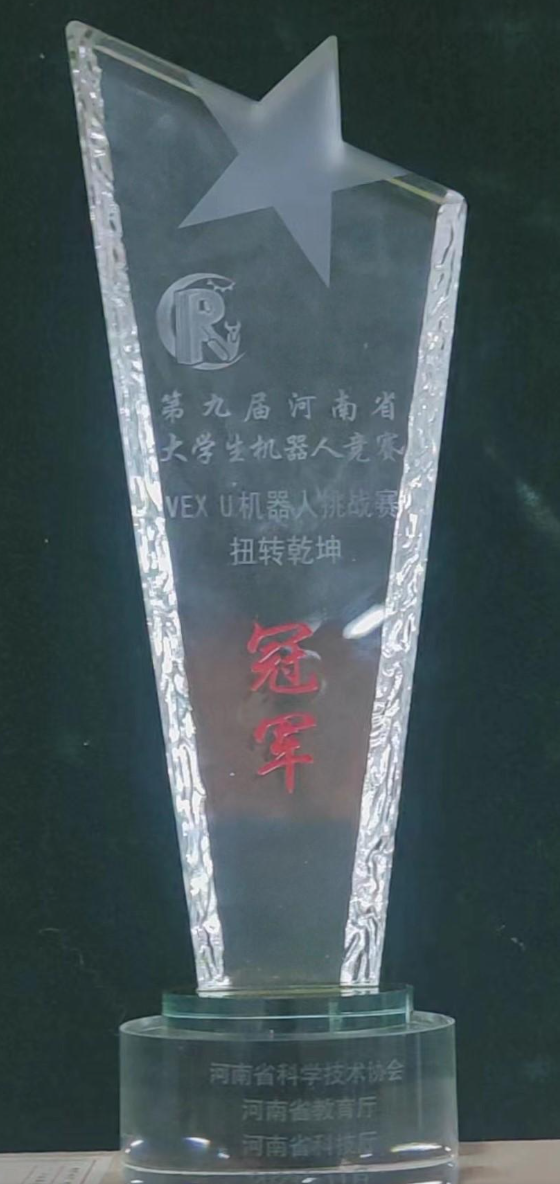 R
第九届河南省
大学生机器人竞赛
VEX U机器人挑战赛
扭转乾坤
冠
军
河南省科学技术协会
河南省教育厅
河南省科技厅